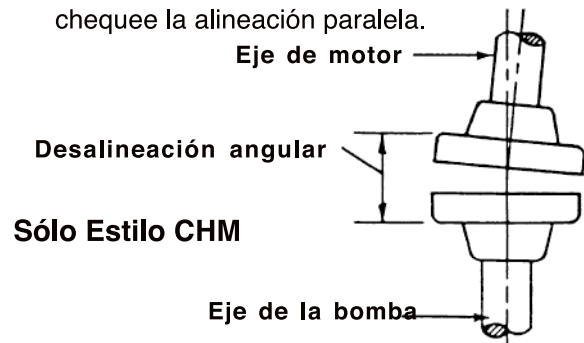 chequee la alineación paralela.
Eje de motor
Desalineación angular
Sólo Estilo CHM
Eje de la bomba